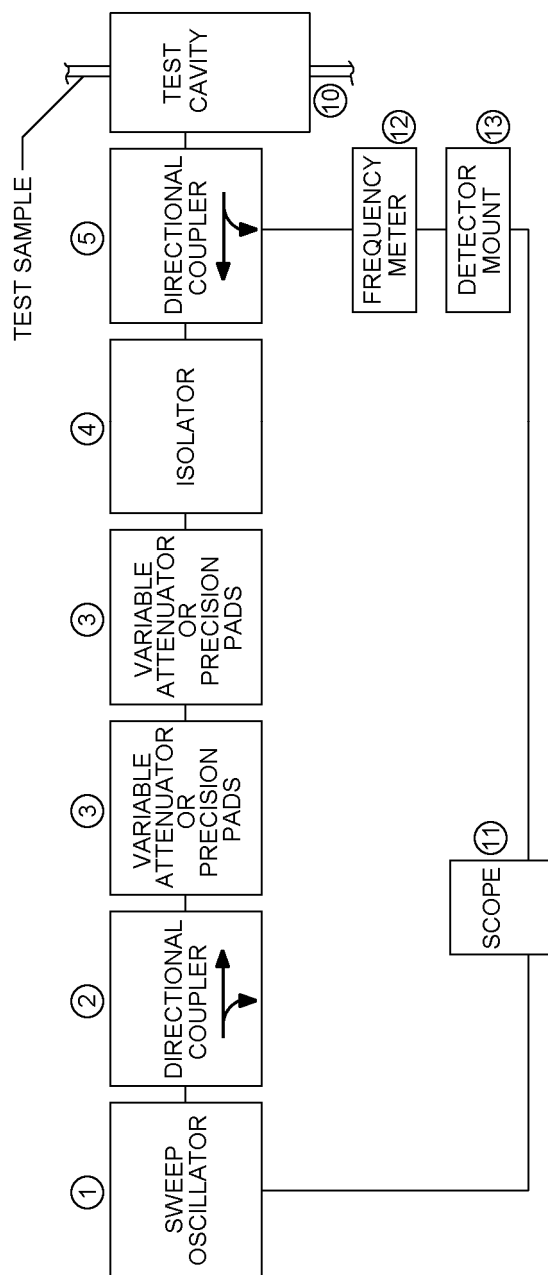 TEST SAMPLE
1
SWEEP
OSCILLATOR
2
DIRECTIONAL
COUPLER
3
VARIABLE
ATTENUATOR
OR
PRECISION
PADS
3
VARIABLE
ATTENUATOR
OR
PRECISION
PADS
4
ISOLATOR
5
DIRECTIONAL
COUPLER
TEST
CAVITY
10
FREQUENCY
METER
12
DETECTOR
MOUNT
13
SCOPE
11